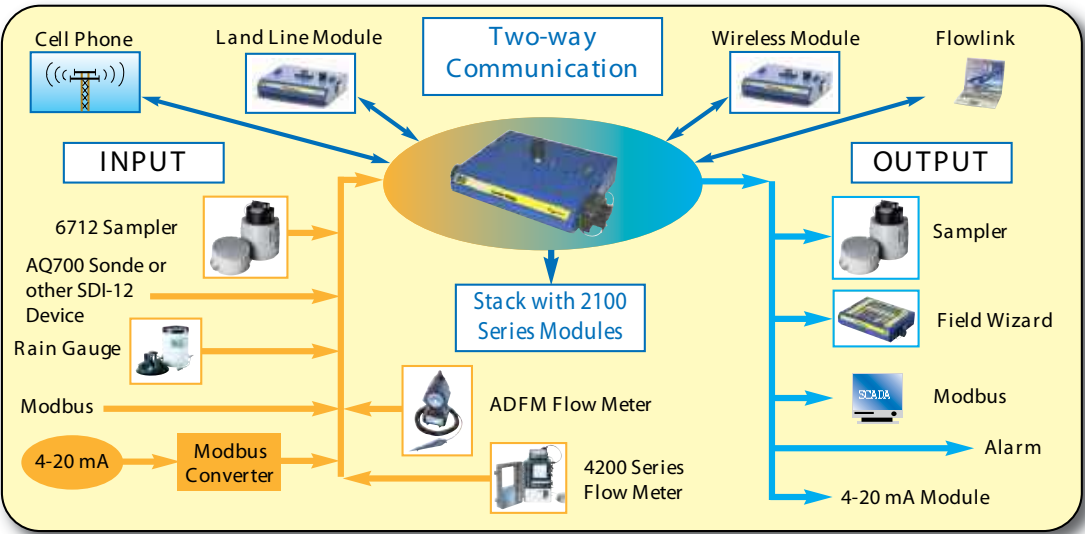 Cell Phone
Land Line Module
Two-way
Communication
Wireless Module
Flowlink
INPUT
OUTPUT
6712 Sampler
AQ700 Sonde or
other SDI-12
Device
Rain Gauge
Modbus
4-20 mA
Modbus
Converter
ADFM Flow Meter
4200 Series
Flow Meter
Stack with 2100
Series Modules
Sampler
Field Wizard
SCADA
Modbus
Alarm
4-20 mA Module